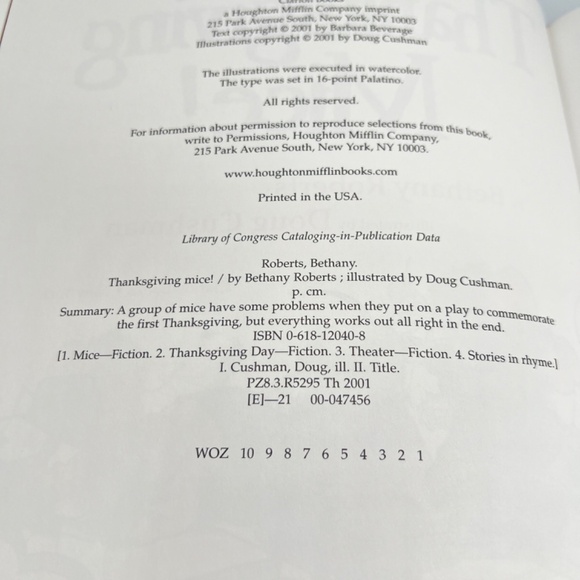 a Houghton Mifflin Company imprint
215 Park Avenue South, New York, NY 10003
Text copyright © 2001 by Barbara Beverage
Illustrations copyright © 2001 by Doug Cushman
The illustrations were executed in watercolor.
The type was set in 16-point Palatino.
All rights reserved.
For information about permission to reproduce selections from this book,
write to Permissions, Houghton Mifflin Company,
215 Park Avenue South, New York, NY 10003.
www.houghtonmifflinbooks.com
Printed in the USA.
Library of Congress Cataloging-in-Publication Data
Roberts, Bethany.
Thanksgiving mice! / by Bethany Roberts ; illustrated by Doug Cushman.
p. cm.
Summary: A group of mice have some problems when they put on a play to commemorate
the first Thanksgiving, but everything works out all right in the end.
ISBN 0-618-12040-8
[1. Mice—Fiction. 2. Thanksgiving Day—Fiction. 3. Theater—Fiction. 4. Stories in rhyme.]
I. Cushman, Doug, ill. II. Title.
PZ8.3.R5295 Th 2001
[E]—21 00-047456
WOZ 10 9 8 7 6 5 4 3 2 1